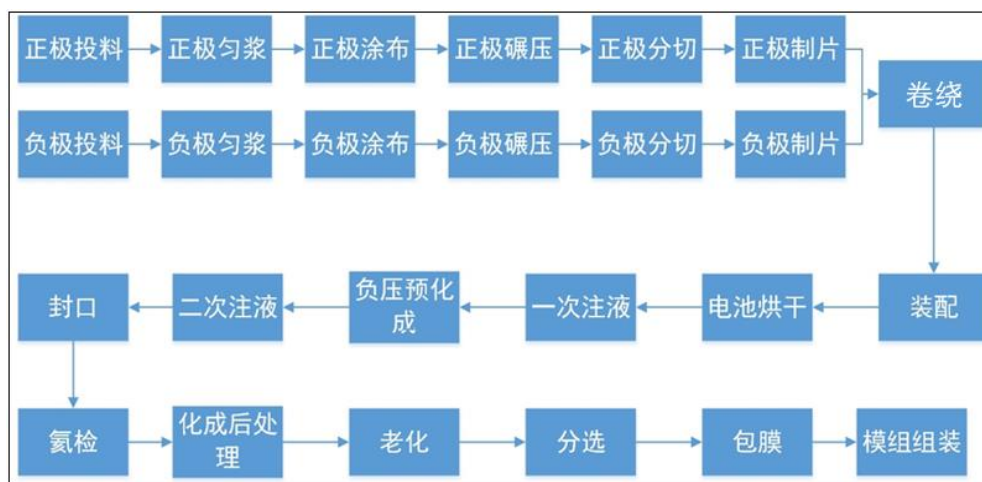 正极投料
正极匀浆
正极涂布
正极碾压
正极分切
正极制片
卷绕
负极投料
负极匀浆
负极涂布
负极碾压
负极分切
负极制片
装配
电池烘干
一次注液
负压预化
成
二次注液
封口
氦检
化成后处
理
老化
分选
包膜
模组组装